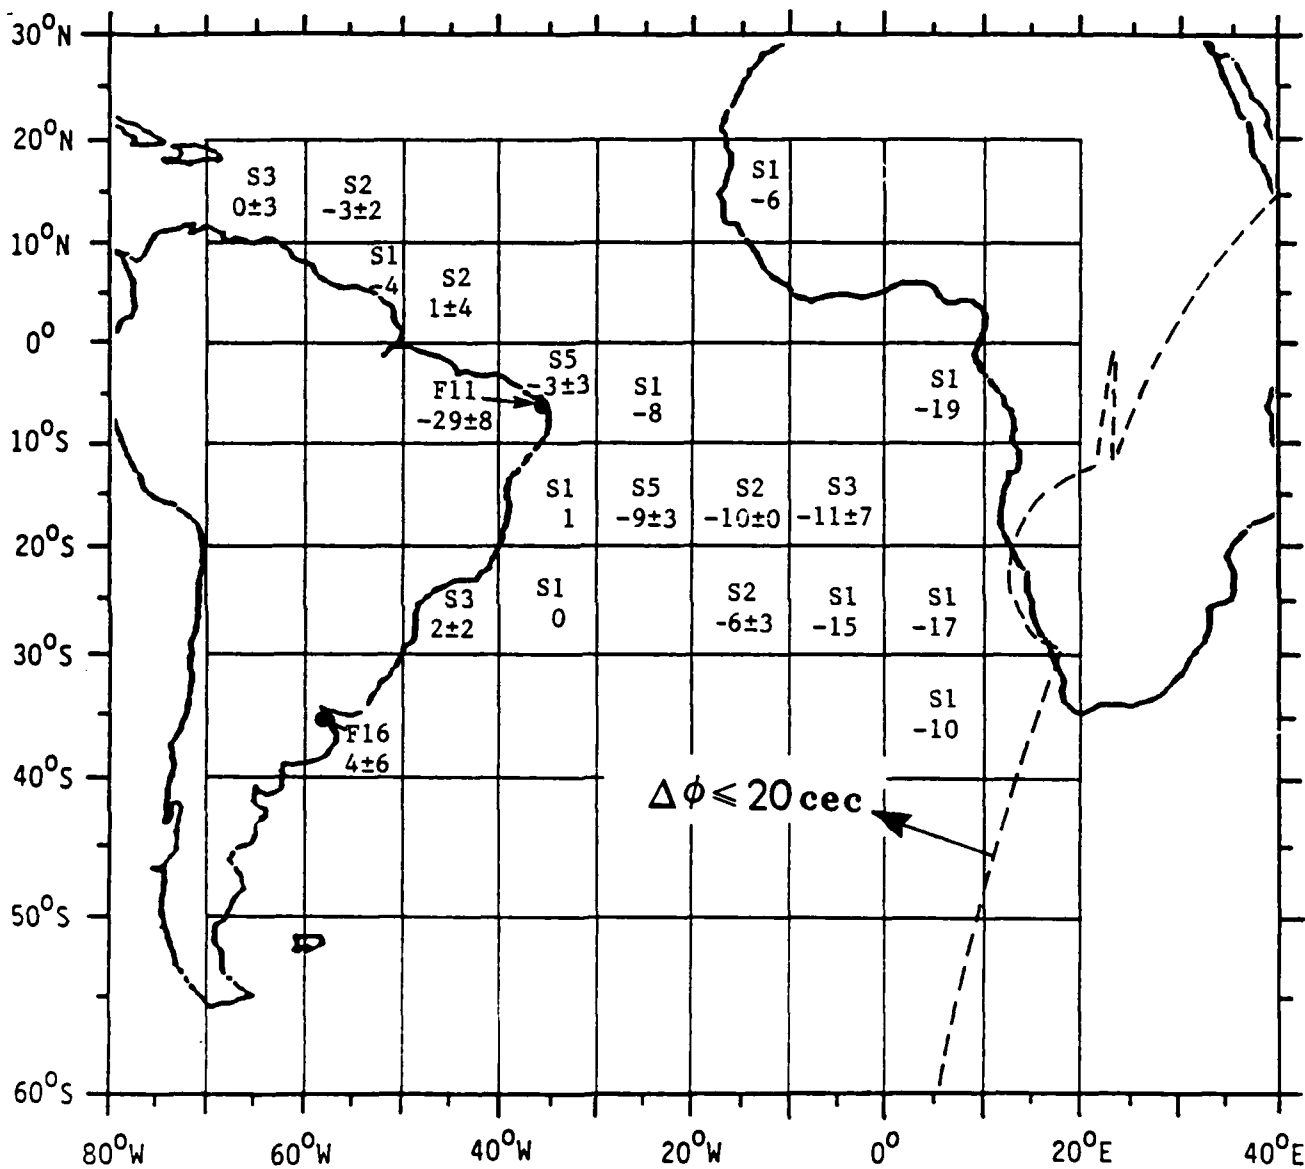 30°N
20°N
S3
0±3
S2
-3±2
S1
-6
10°N
S1
-4
S2
1±4
0°
S5
-3±3
F11
-29±8
S1
-8
S1
-19
10°S
S1
1
S5
-9±3
S2
-10±0
S3
-11±7
20°S
S3
2±2
S1
0
S2
-6±3
S1
-15
S1
-17
30°S
F16
4±6
S1
-10
40°S
Δϕ≤20 cec
50°S
60°S
80°W 60°W 40°W 20°W 0° 20°E 40°E